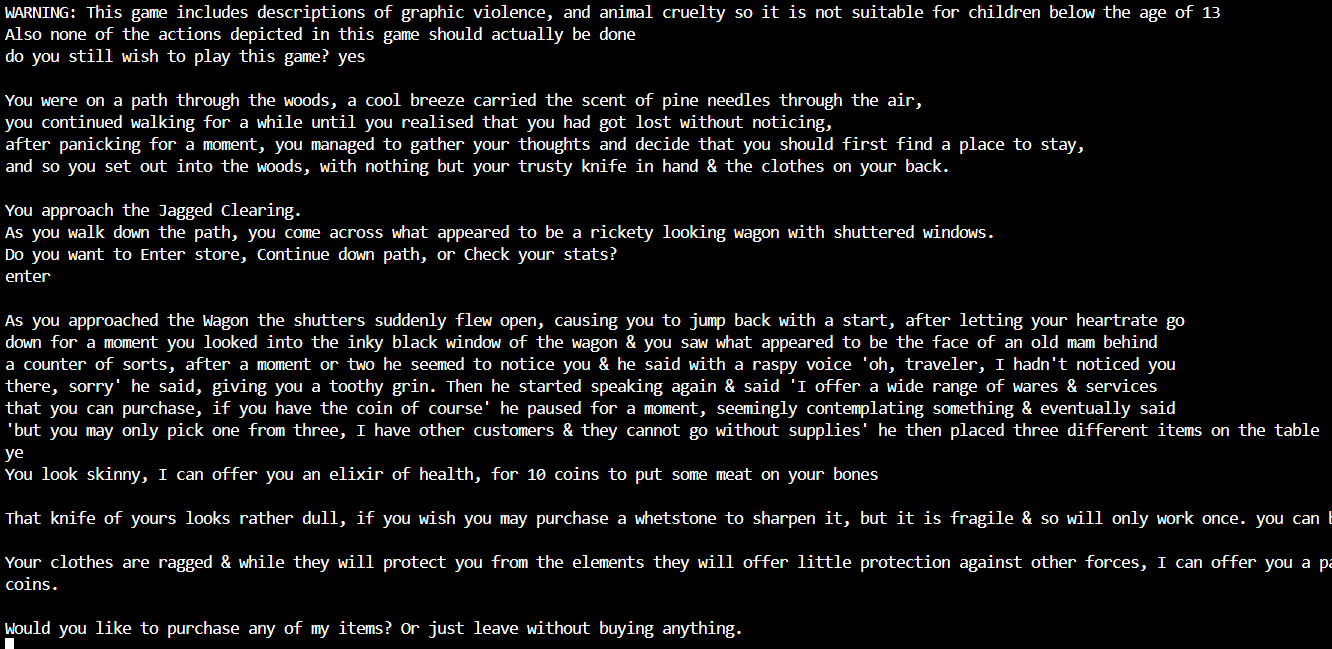 WARNING: This game includes descriptions of graphic violence, and animal cruelty so it is not suitable for children below the age of 13
Also none of the actions depicted in this game should actually be done
do you still wish to play this game? yes
You were on a path through the woods, a cool breeze carried the scent of pine needles through the air,
you continued walking for a while until you realised that you had got lost without noticing,
after panicking for a moment, you managed to gather your thoughts and decide that you should first find a place to stay,
and so you set out into the woods, with nothing but your trusty knife in hand & the clothes on your back.
You approach the Jagged Clearing.
As you walk down the path, you come across what appeared to be a rickety looking wagon with shuttered windows.
Do you want to Enter store, Continue down path, or Check your stats?
enter
As you approached the Wagon the shutters suddenly flew open, causing you to jump back with a start, after letting your heartrate go
down for a moment you looked into the inky black window of the wagon & you saw what appeared to be the face of an old mam behind
a counter of sorts, after a moment or two he seemed to notice you & he said with a raspy voice 'oh, traveler, I hadn't noticed you
there, sorry' he said, giving you a toothy grin. Then he started speaking again & said 'I offer a wide range of wares & services
that you can purchase, if you have the coin of course' he paused for a moment, seemingly contemplating something & eventually said
'but you may only pick one from three, I have other customers & they cannot go without supplies' he then placed three different items on the table
ye
You look skinny, I can offer you an elixir of health, for 10 coins to put some meat on your bones
That knife of yours looks rather dull, if you wish you may purchase a whetstone to sharpen it, but it is fragile & so will only work once. you can
Your clothes are ragged & while they will protect you from the elements they will offer little protection against other forces, I can offer you a
coins.
Would you like to purchase any of my items? Or just leave without buying anything.